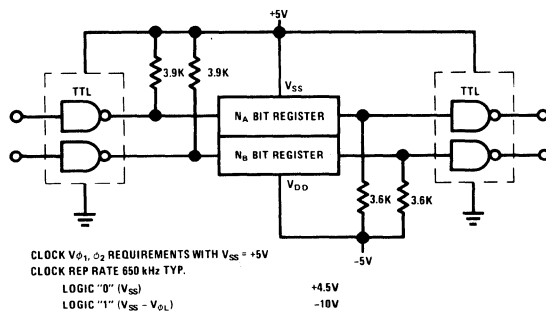 +5V
3.9K 3.9K
TTL
TTL
VSS
NA BIT REGISTER
NB BIT REGISTER
VDD
3.6K 3.6K
-5V
CLOCK Vϕ1, ϕ2 REQUIREMENTS WITH VSS = +5V
CLOCK REP RATE 650 kHz TYP.
LOGIC "0" (VSS) +4.5V
LOGIC "1" (VSS - VϕL) -10V